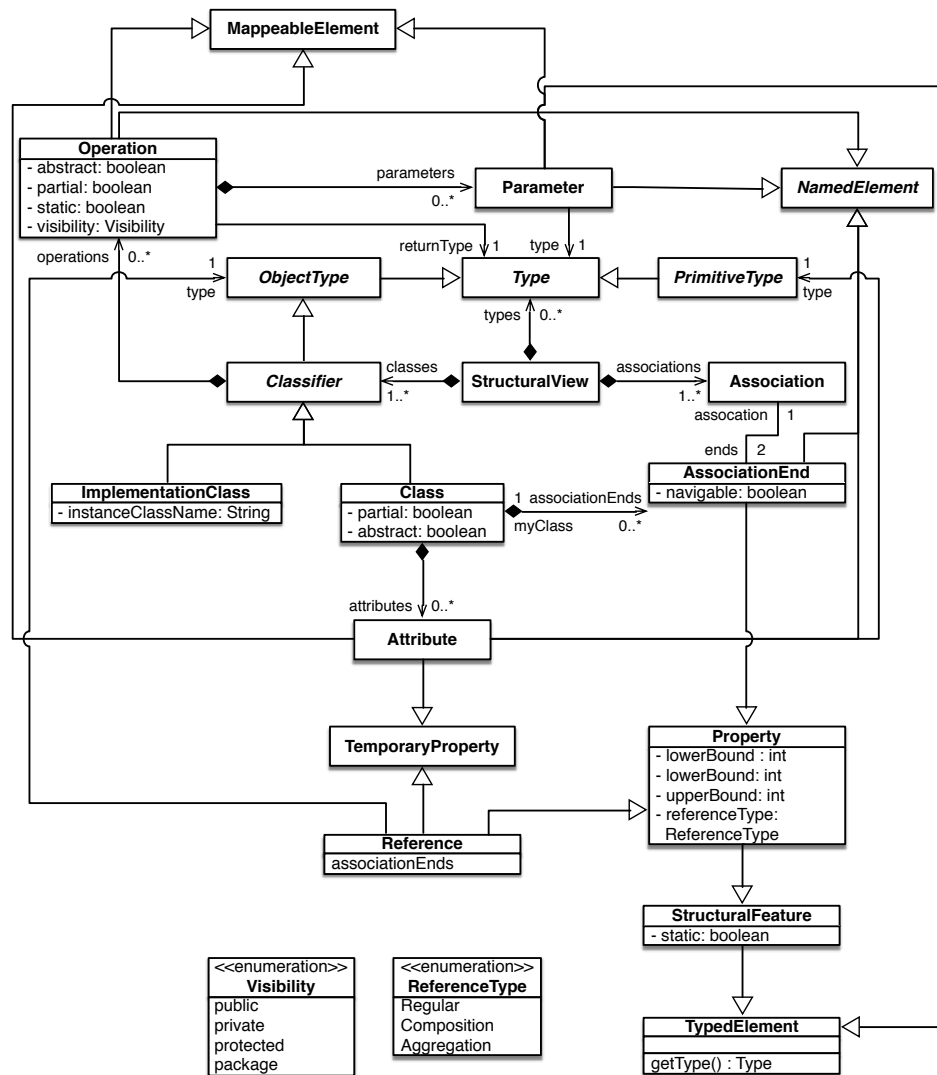 MappeableElement
Operation
- abstract: boolean
- partial: boolean
- static: boolean
- visibility: Visibility
parameters
0..*
Parameter
NamedElement
operations
0..*
returnType
1
type
1
1
type
ObjectType
Type
PrimitiveType
1
type
types
0..*
Classifier
classes
1..*
StructuralView
associations
1..*
Association
assocation
1
ends
2
ImplementationClass
- instanceClassName: String
Class
- partial: boolean
- abstract: boolean
1
associationEnds
myClass
0..*
AssociationEnd
- navigable: boolean
attributes
0..*
Attribute
TemporaryProperty
Property
- lowerBound : int
- lowerBound: int
- upperBound: int
- referenceType:
ReferenceType
Reference
associationEnds
StructuralFeature
- static: boolean
<<enumeration>>
Visibility
public
private
protected
package
<<enumeration>>
ReferenceType
Regular
Composition
Aggregation
TypedElement
getType() : Type